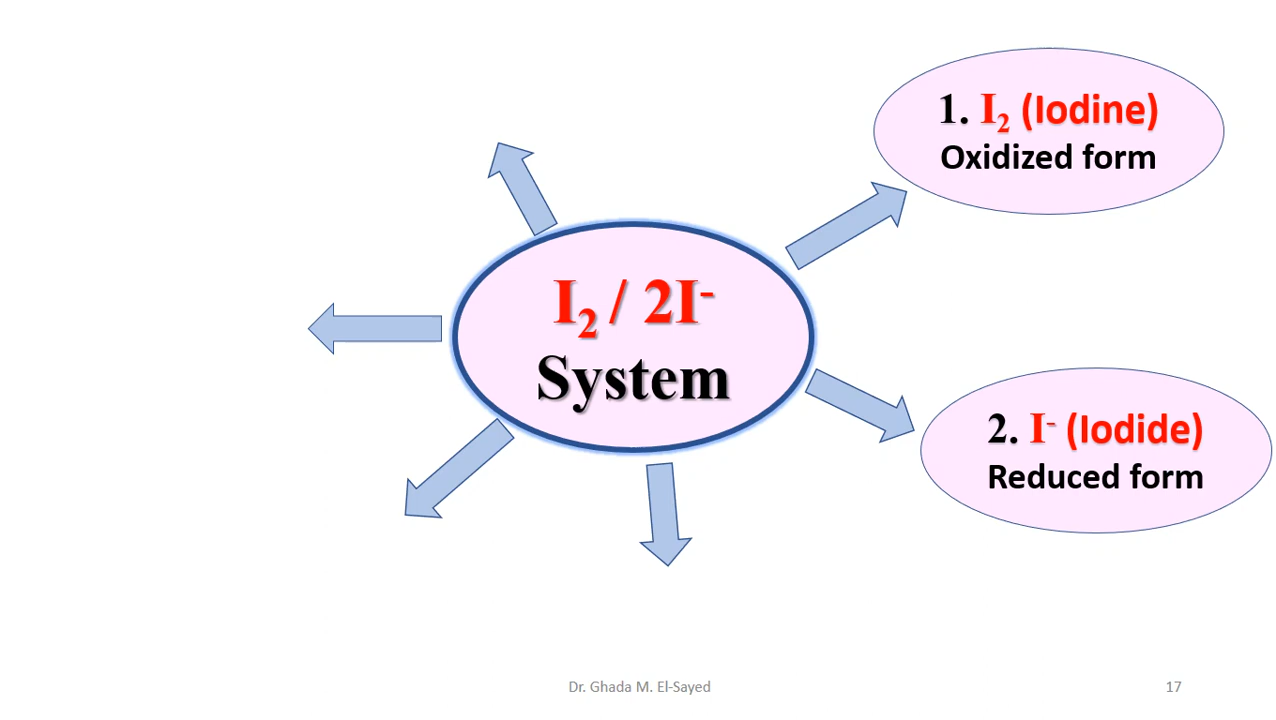 1. I₂ (Iodine)
Oxidized form
I₂ / 2I⁻
System
2. I⁻ (Iodide)
Reduced form
Dr. Ghada M. El-Sayed
17